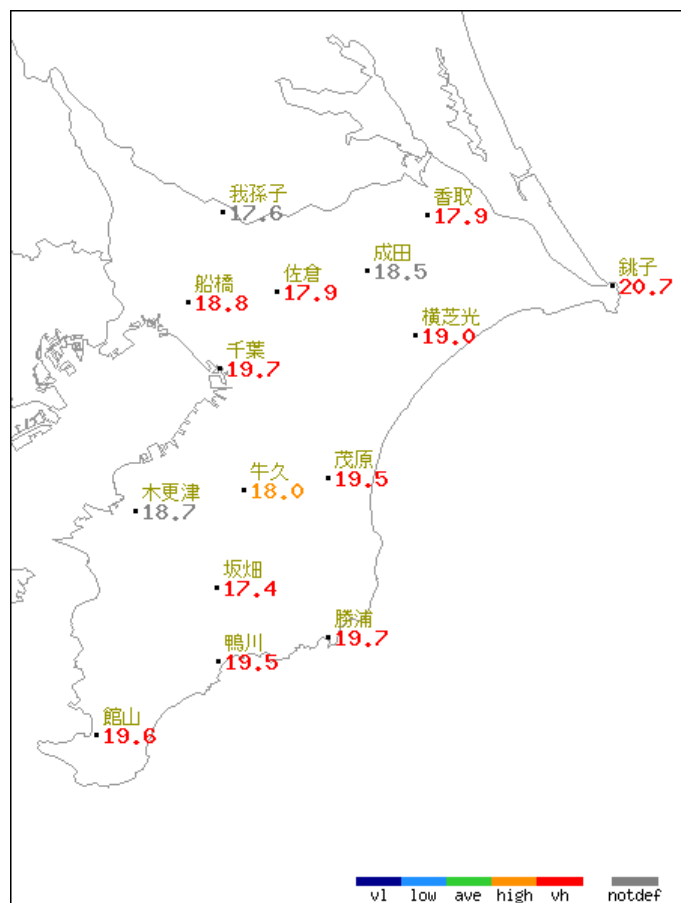 我孫子
17.6
香取
17.9
成田
18.5
佐倉
17.9
船橋
18.8
銚子
20.7
横芝光
19.0
千葉
19.7
茂原
19.5
牛久
18.0
木更津
18.7
坂畑
17.4
勝浦
19.7
鴨川
19.5
館山
19.6
vl low ave high vh notdef